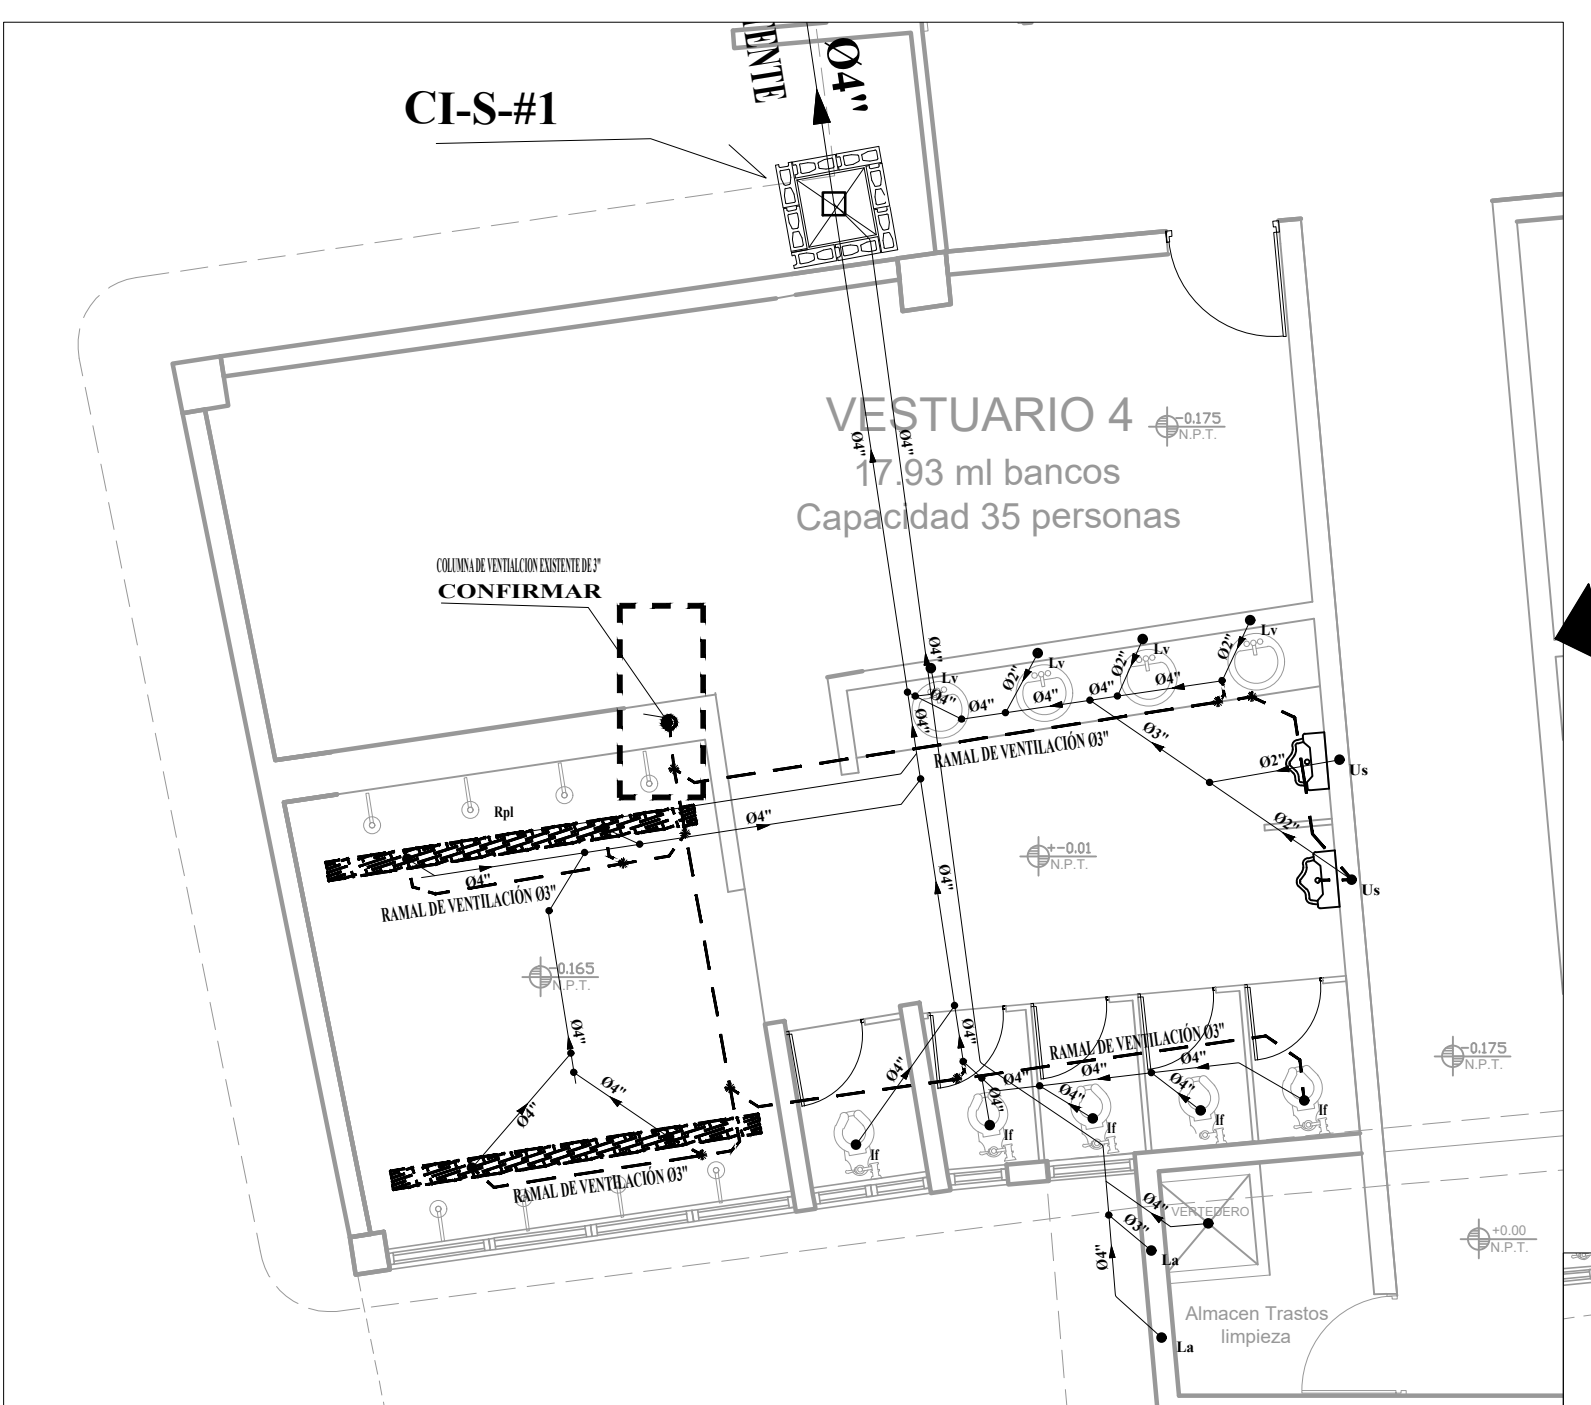 ENTE
Ø4"
CI-S-#1
VESTUARIO 4
-0.175
N.P.T.
17.93 ml bancos
Capacidad 35 personas
Ø4"
Ø4"
COLUMNA DE VENTIALCION EXISTENTE DE 3"
CONFIRMAR
Ø4"
Lv
Ø2"
Lv
Ø2"
Lv
Ø2"
Lv
Ø4"
Ø4"
Ø4"
Ø4"
Ø4"
Ø4"
RAMAL DE VENTILACIÓN Ø3"
Ø3"
Ø2"
Us
Ø2"
Us
Rpl
Ø4"
Ø4"
RAMAL DE VENTILACIÓN Ø3"
+-0.01
N.P.T.
Ø4"
-0.165
N.P.T.
Ø4"
Ø4"
Ø4"
RAMAL DE VENTILACIÓN Ø3"
Ø4"
Ø4"
RAMAL DE VENTILACIÓN Ø3"
Ø4"
Ø4"
Ø4"
Ø4"
Ø4"
Ø4"
If
If
If
If
If
-0.175
N.P.T.
Ø4"
VERTEDERO
Ø3"
La
Ø4"
La
+0.00
N.P.T.
Almacen Trastos
limpieza